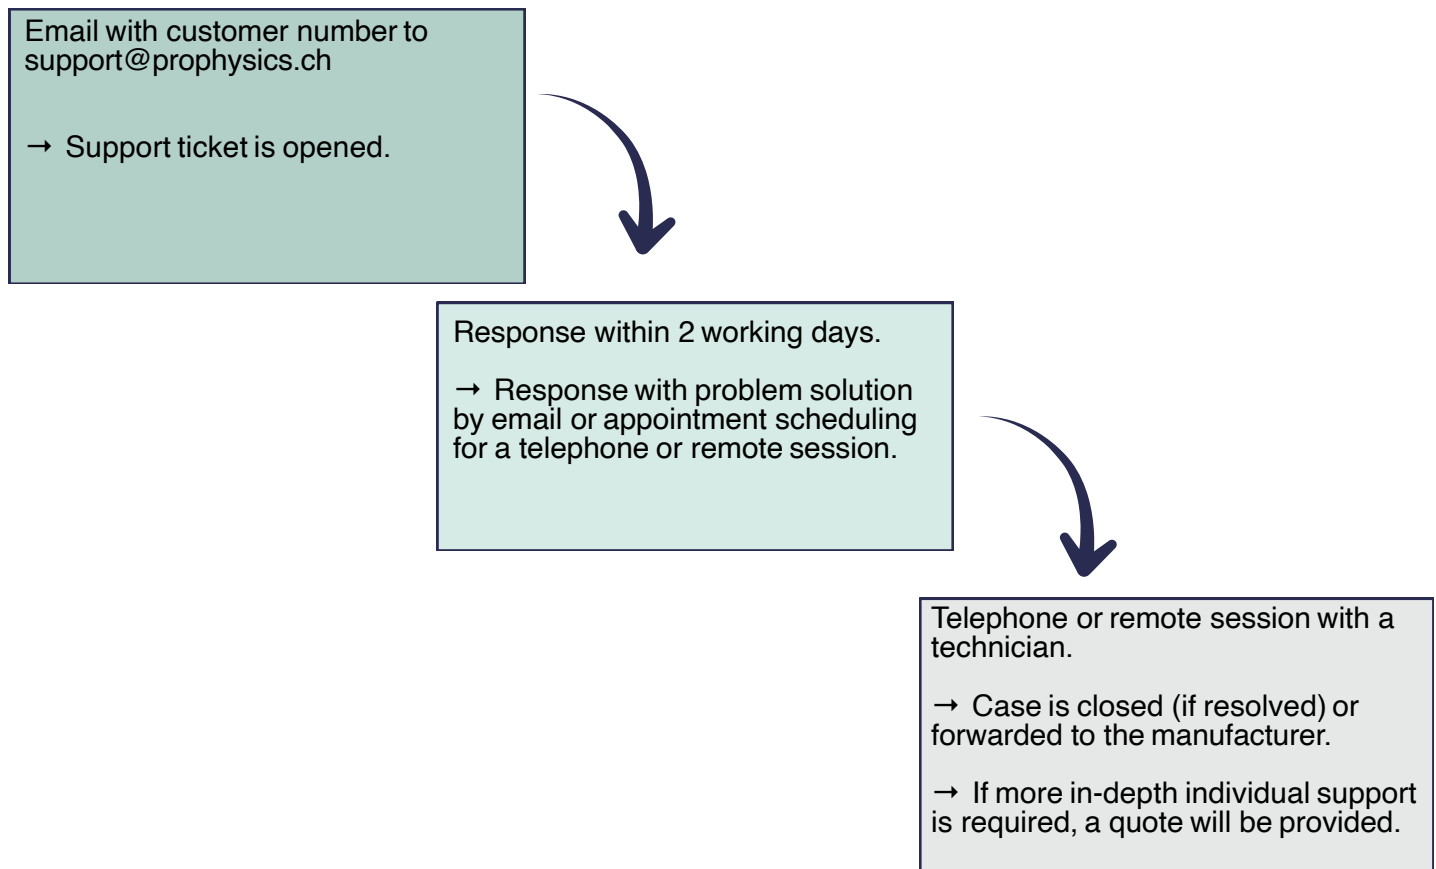 Email with customer number to
support@prophysics.ch
→ Support ticket is opened.
Response within 2 working days.
→ Response with problem solution
by email or appointment scheduling
for a telephone or remote session.
Telephone or remote session with a
technician.
→ Case is closed (if resolved) or
forwarded to the manufacturer.
→ If more in-depth individual support
is required, a quote will be provided.